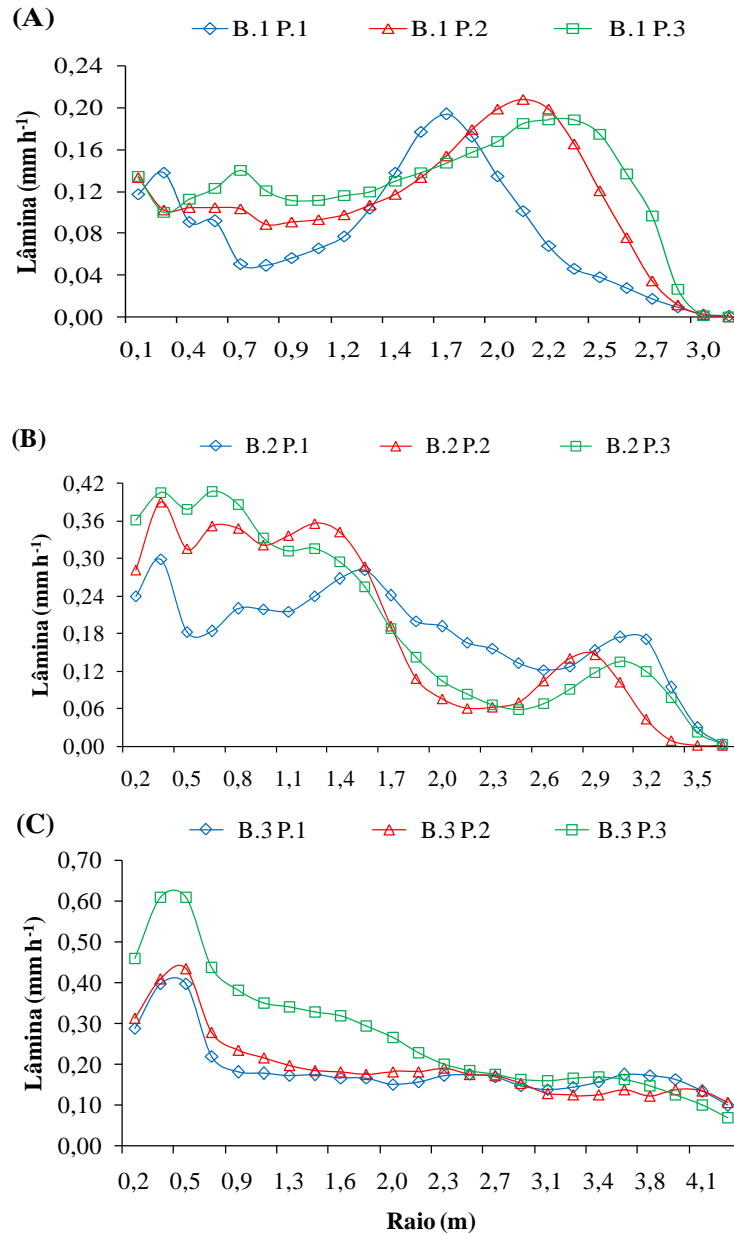 (A)
B.1 P.1 B.1 P.2 B.1 P.3
Lâmina (mm h-1)
0,24
0,20
0,16
0,12
0,08
0,04
0,00
0,1 0,4 0,7 0,9 1,2 1,4 1,7 2,0 2,2 2,5 2,7 3,0
(B)
B.2 P.1 B.2 P.2 B.2 P.3
Lâmina (mm h-1)
0,42
0,36
0,30
0,24
0,18
0,12
0,06
0,00
0,2 0,5 0,8 1,1 1,4 1,7 2,0 2,3 2,6 2,9 3,2 3,5
(C)
B.3 P.1 B.3 P.2 B.3 P.3
Lâmina (mm h-1)
0,70
0,60
0,50
0,40
0,30
0,20
0,10
0,00
0,2 0,5 0,9 1,3 1,6 2,0 2,3 2,7 3,1 3,4 3,8 4,1
Raio (m)